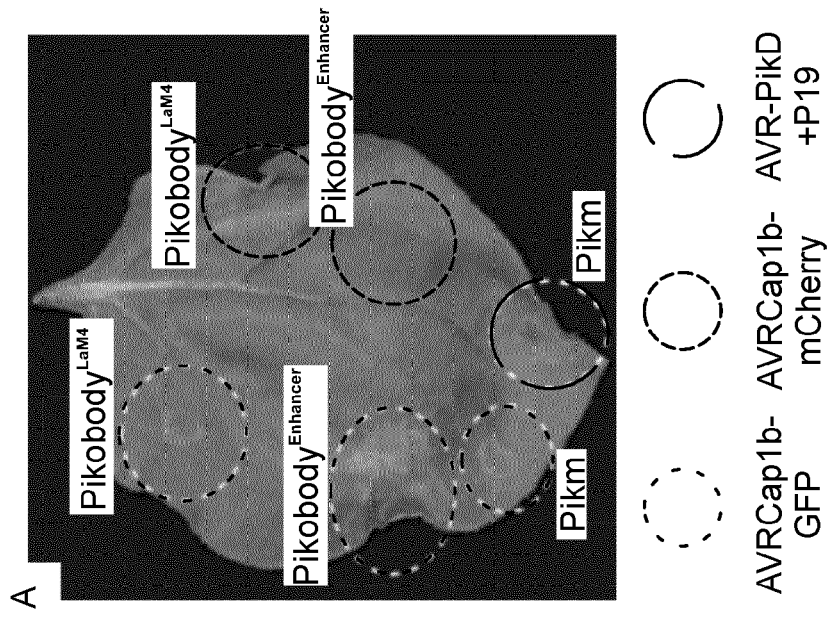 A
Pikobody^LaM4
Pikobody^LaM4
Pikobody^Enhancer
Pikobody^Enhancer
Pikm
Pikm
AVRCap1b-
GFP
AVRCap1b-
mCherry
AVR-PikD
+P19